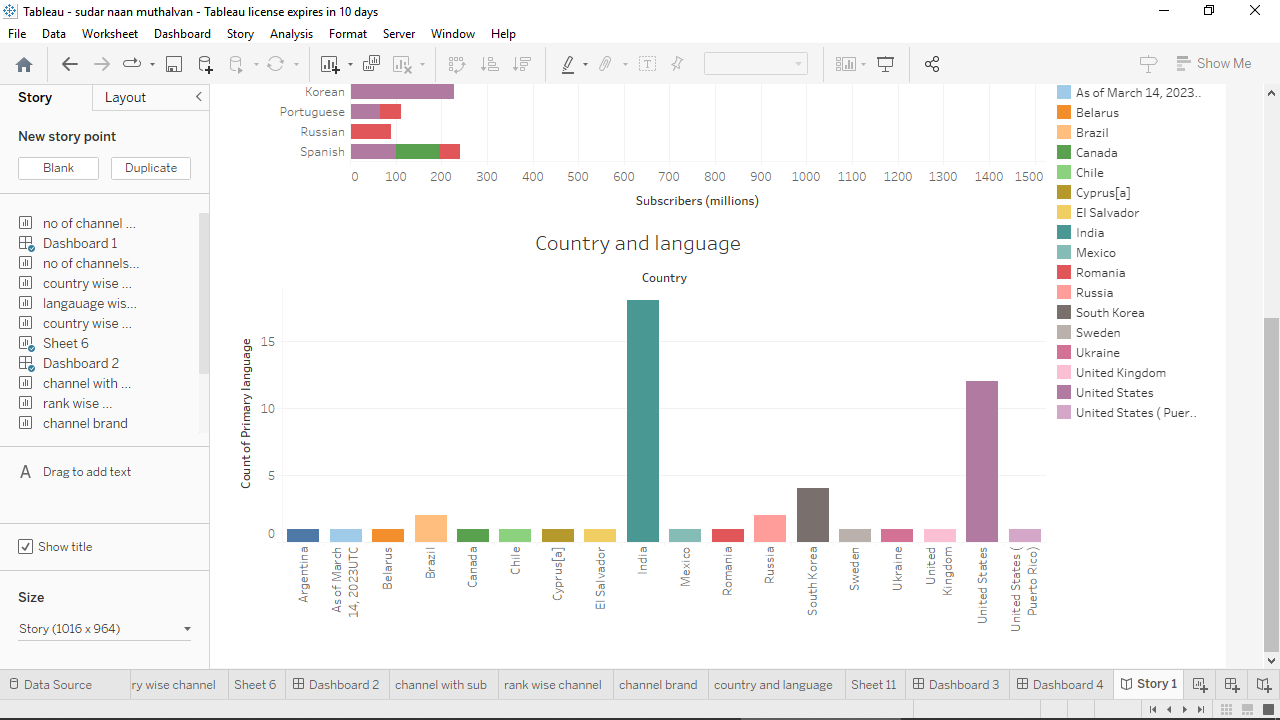 Tableau - sudar naan muthalvan - Tableau license expires in 10 days
File Data Worksheet Dashboard Story Analysis Format Server Window Help
Show Me
Story Layout
New story point
Blank Duplicate
no of channel ...
Dashboard 1
no of channels...
country wise ...
langauage wis...
country wise ...
Sheet 6
Dashboard 2
channel with ...
rank wise ...
channel brand
A Drag to add text
Show title
Size
Story (1016 x 964)
Korean
Portuguese
Russian
Spanish
0 100 200 300 400 500 600 700 800 900 1000 1100 1200 1300 1400 1500
Subscribers (millions)
Country and language
Country
Count of Primary language
15
10
5
0
Argentina
As of March
14, 2023UTC
Belarus
Brazil
Canada
Chile
Cyprus[a]
El Salvador
India
Mexico
Romania
Russia
South Korea
Sweden
Ukraine
United
Kingdom
United States
United States (
Puerto Rico)
As of March 14, 2023..
Belarus
Brazil
Canada
Chile
Cyprus[a]
El Salvador
India
Mexico
Romania
Russia
South Korea
Sweden
Ukraine
United Kingdom
United States
United States ( Puer..
Data Source ry wise channel Sheet 6 Dashboard 2 channel with sub rank wise channel channel brand country and language Sheet 11 Dashboard 3 Dashboard 4 Story 1